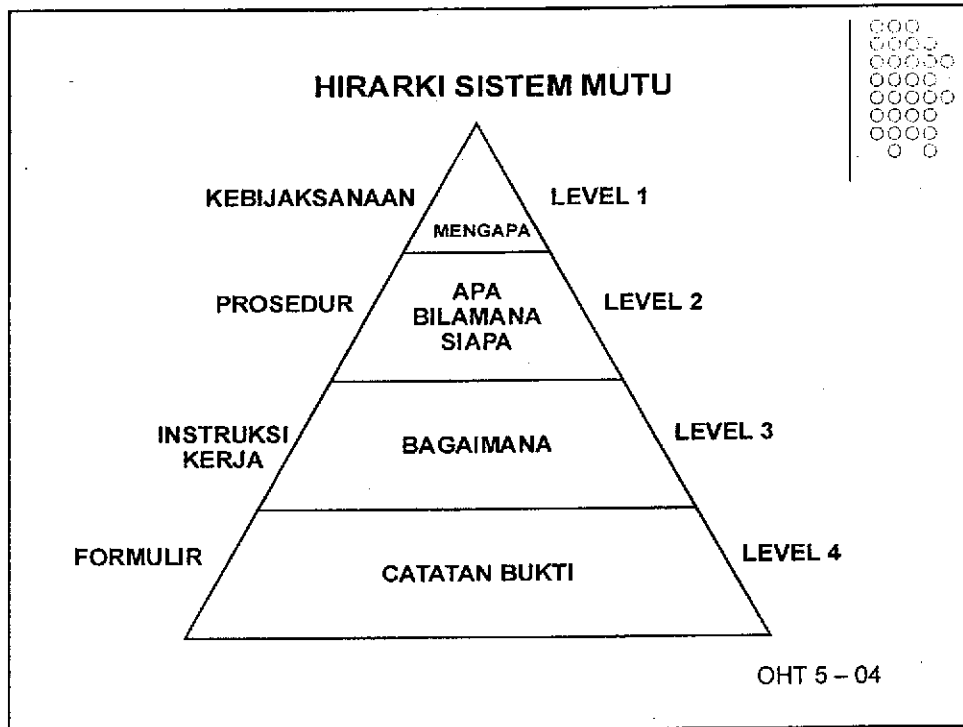 HIRARKI SISTEM MUTU
KEBIJAKSANAAN
MENGAPA
LEVEL 1
PROSEDUR
APA
BILAMANA
SIAPA
LEVEL 2
INSTRUKSI
KERJA
BAGAIMANA
LEVEL 3
FORMULIR
CATATAN BUKTI
LEVEL 4
OHT 5 – 04